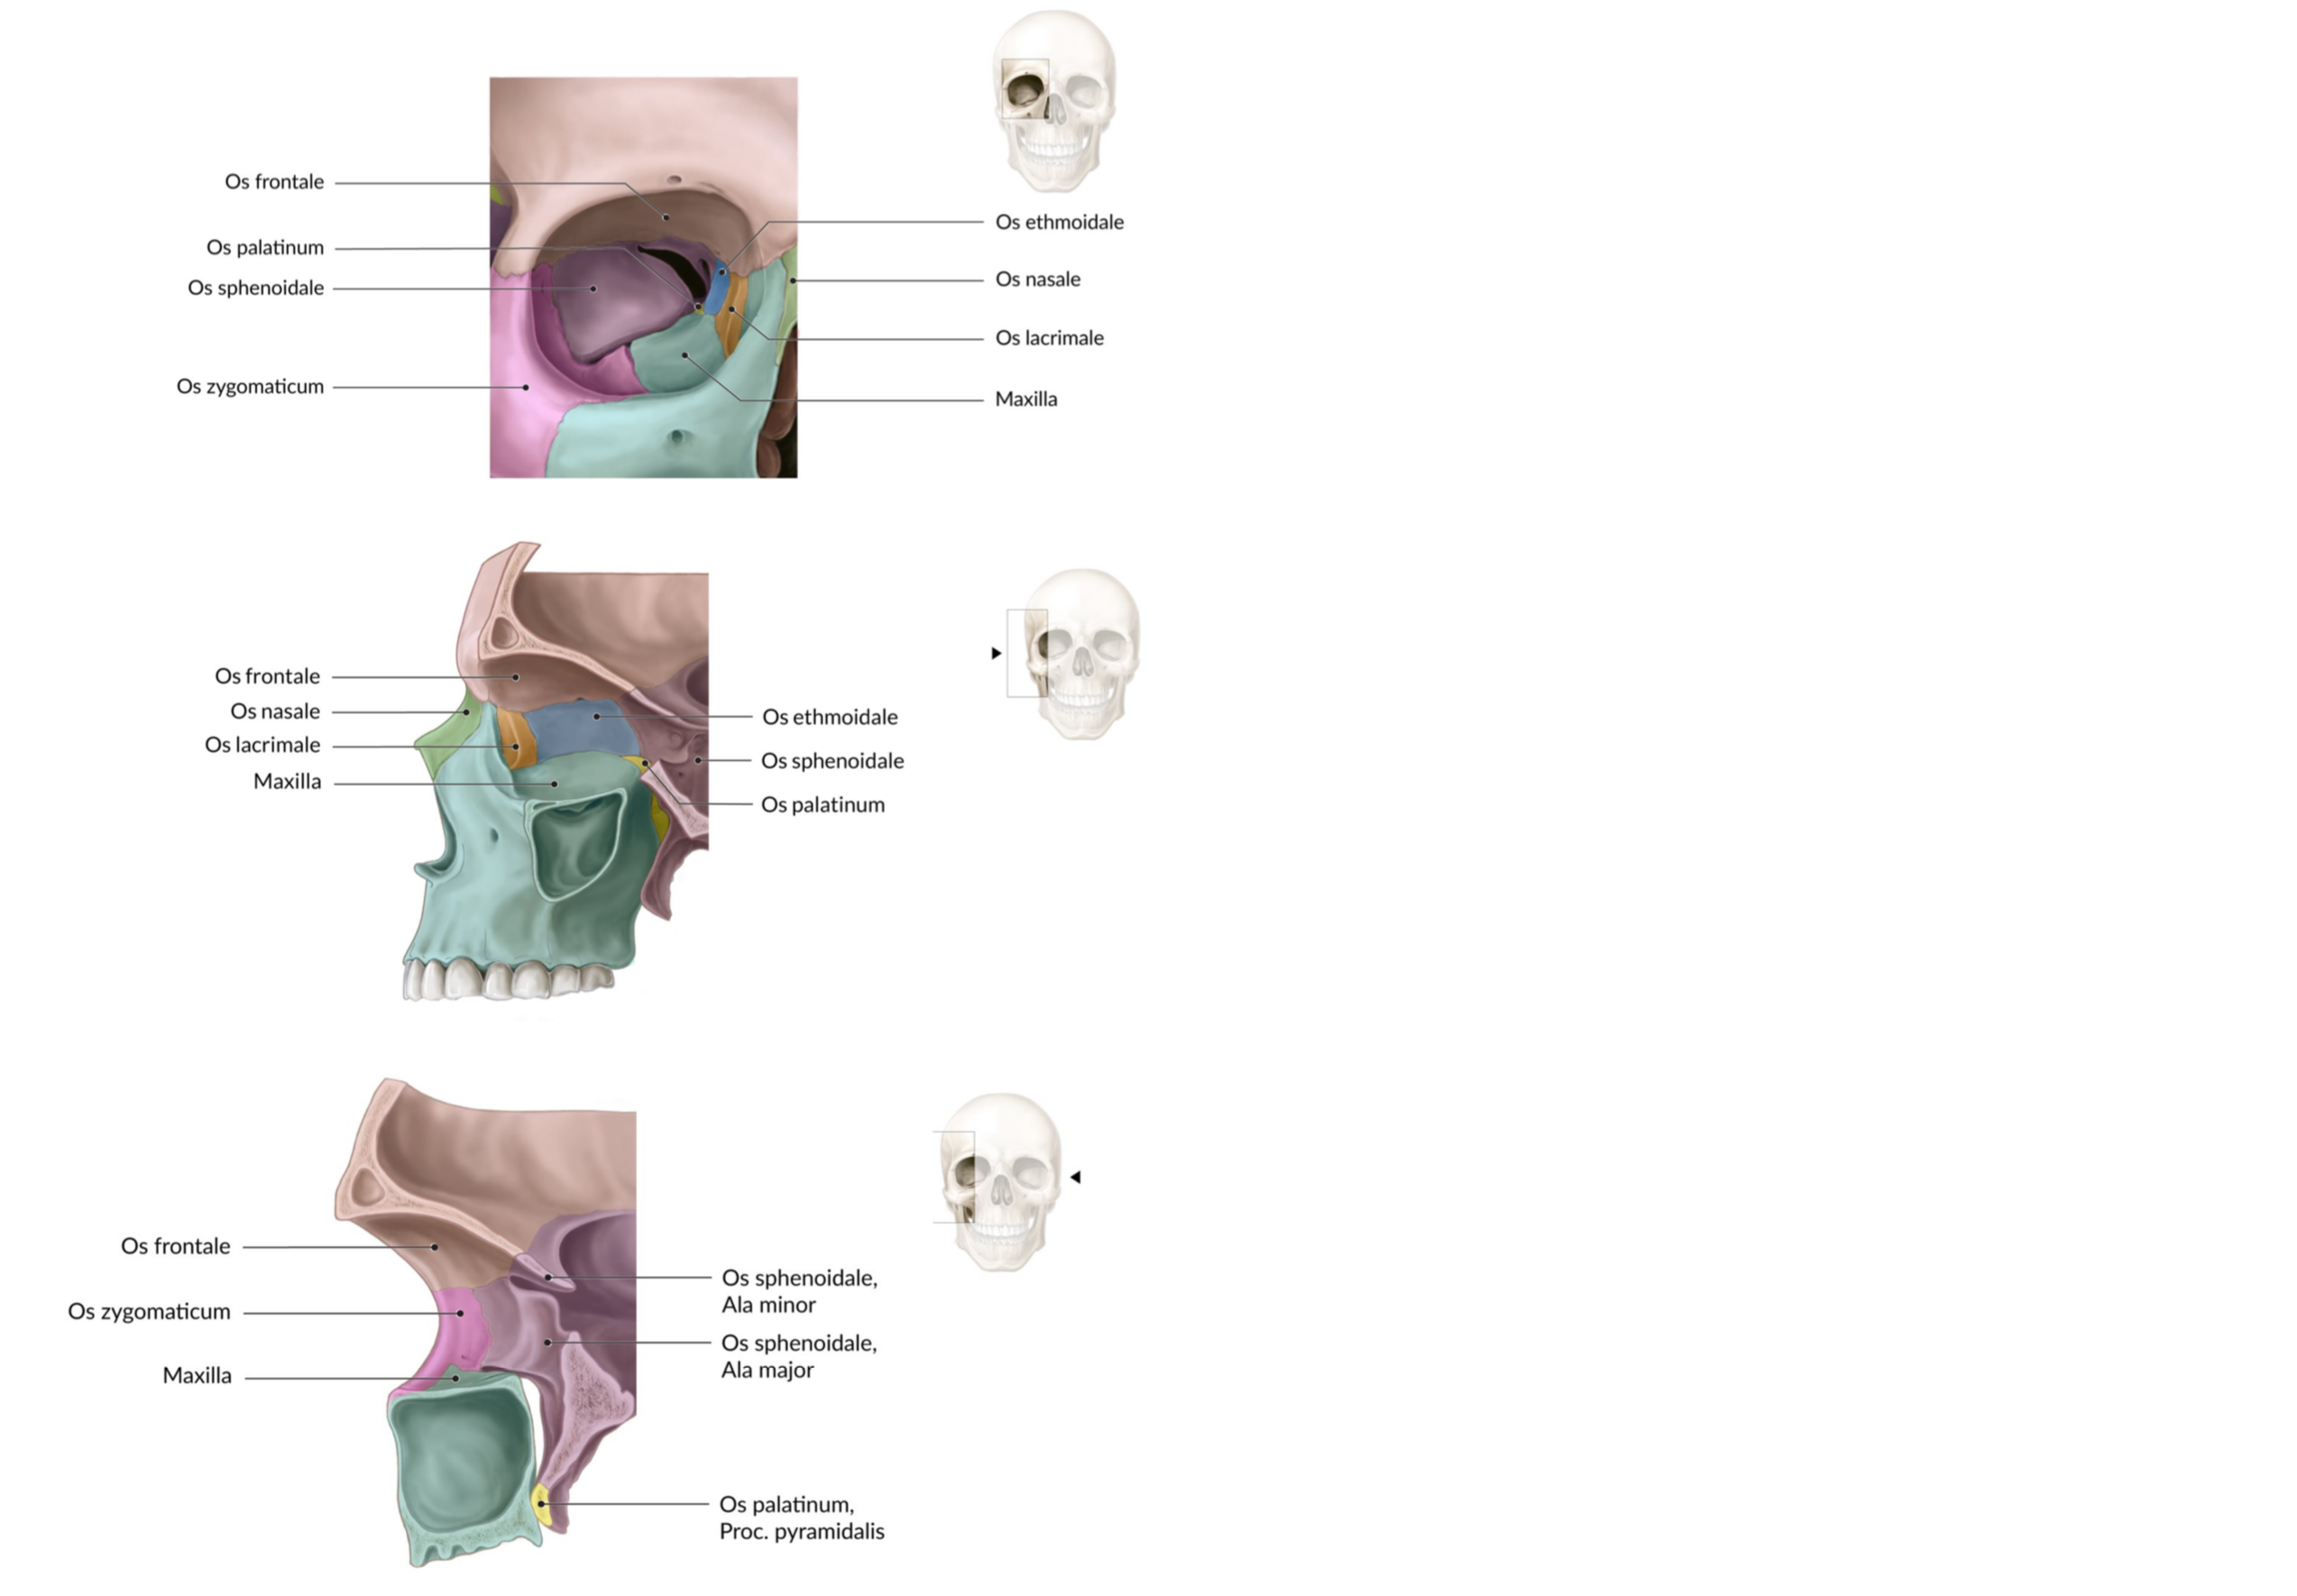 Os frontale
Os palatinum
Os sphenoidale
Os zygomaticum
Os ethmoidale
Os nasale
Os lacrimale
Maxilla
Os frontale
Os nasale
Os lacrimale
Maxilla
Os ethmoidale
Os sphenoidale
Os palatinum
Os frontale
Os zygomaticum
Maxilla
Os sphenoidale,
Ala minor
Os sphenoidale,
Ala major
Os palatinum,
Proc. pyramidalis